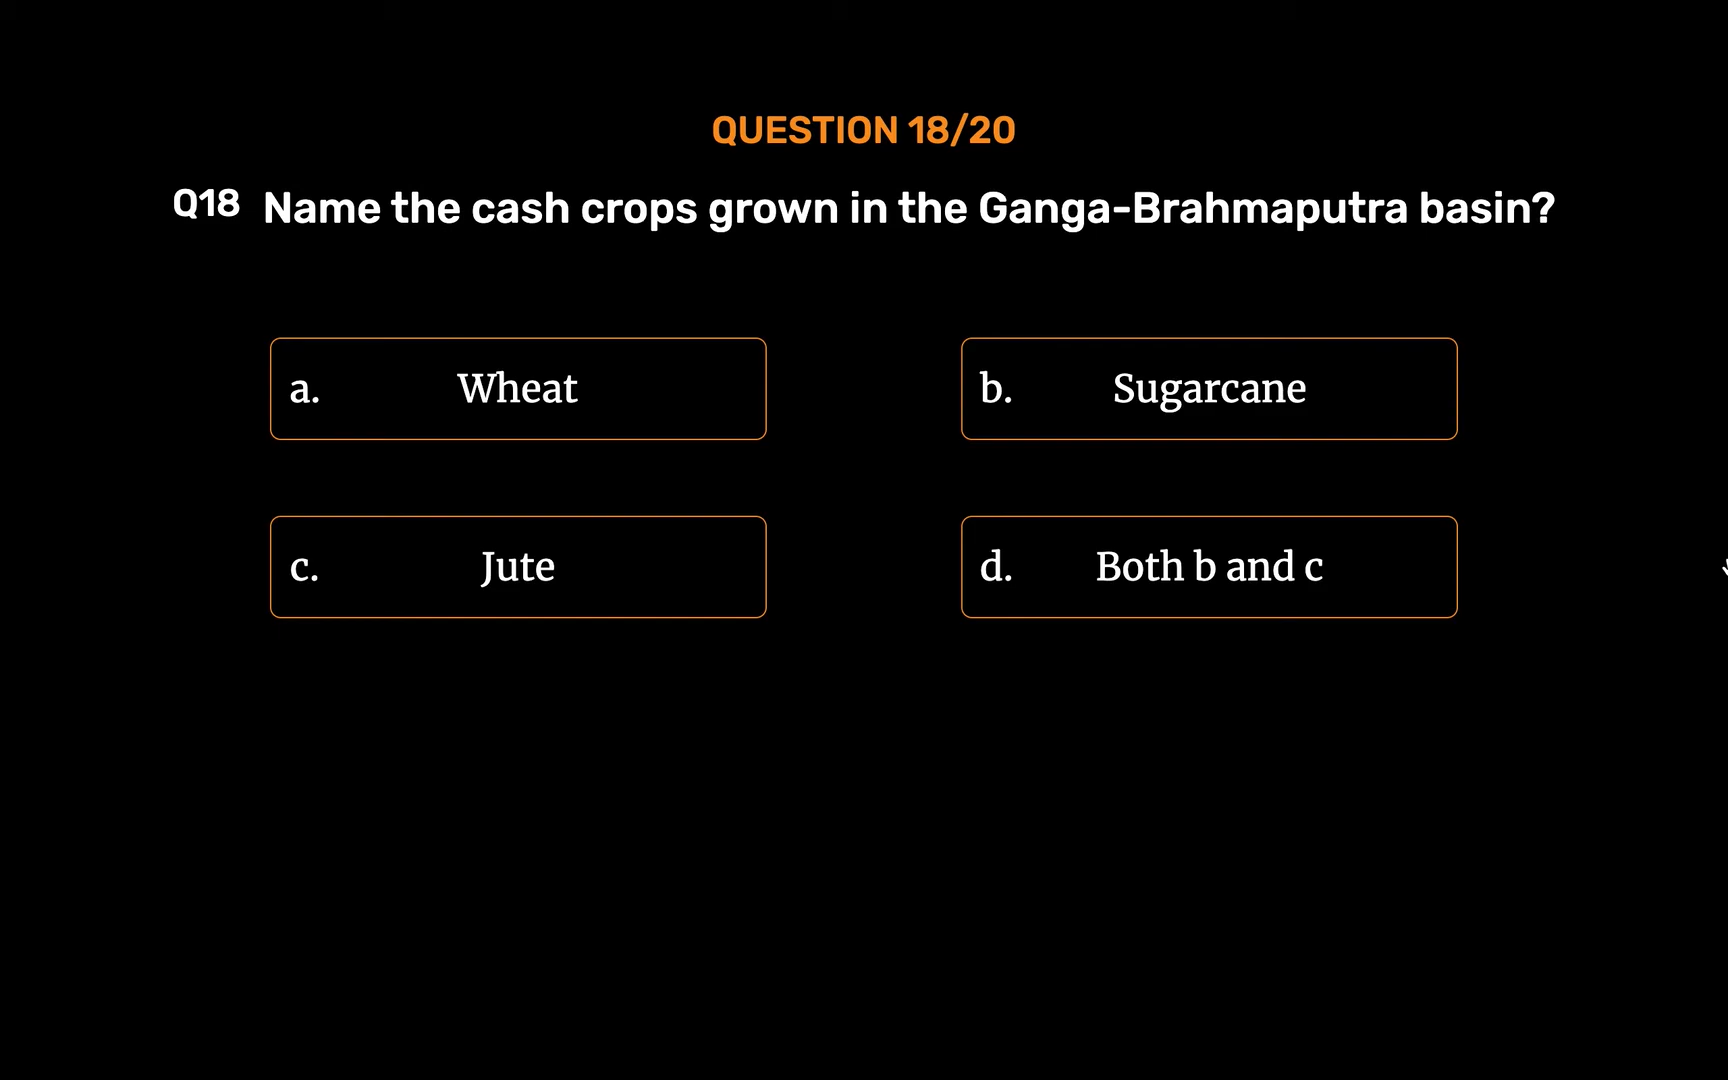 QUESTION 18/20
Q18 Name the cash crops grown in the Ganga-Brahmaputra basin?
a. Wheat
b. Sugarcane
c. Jute
d. Both b and c